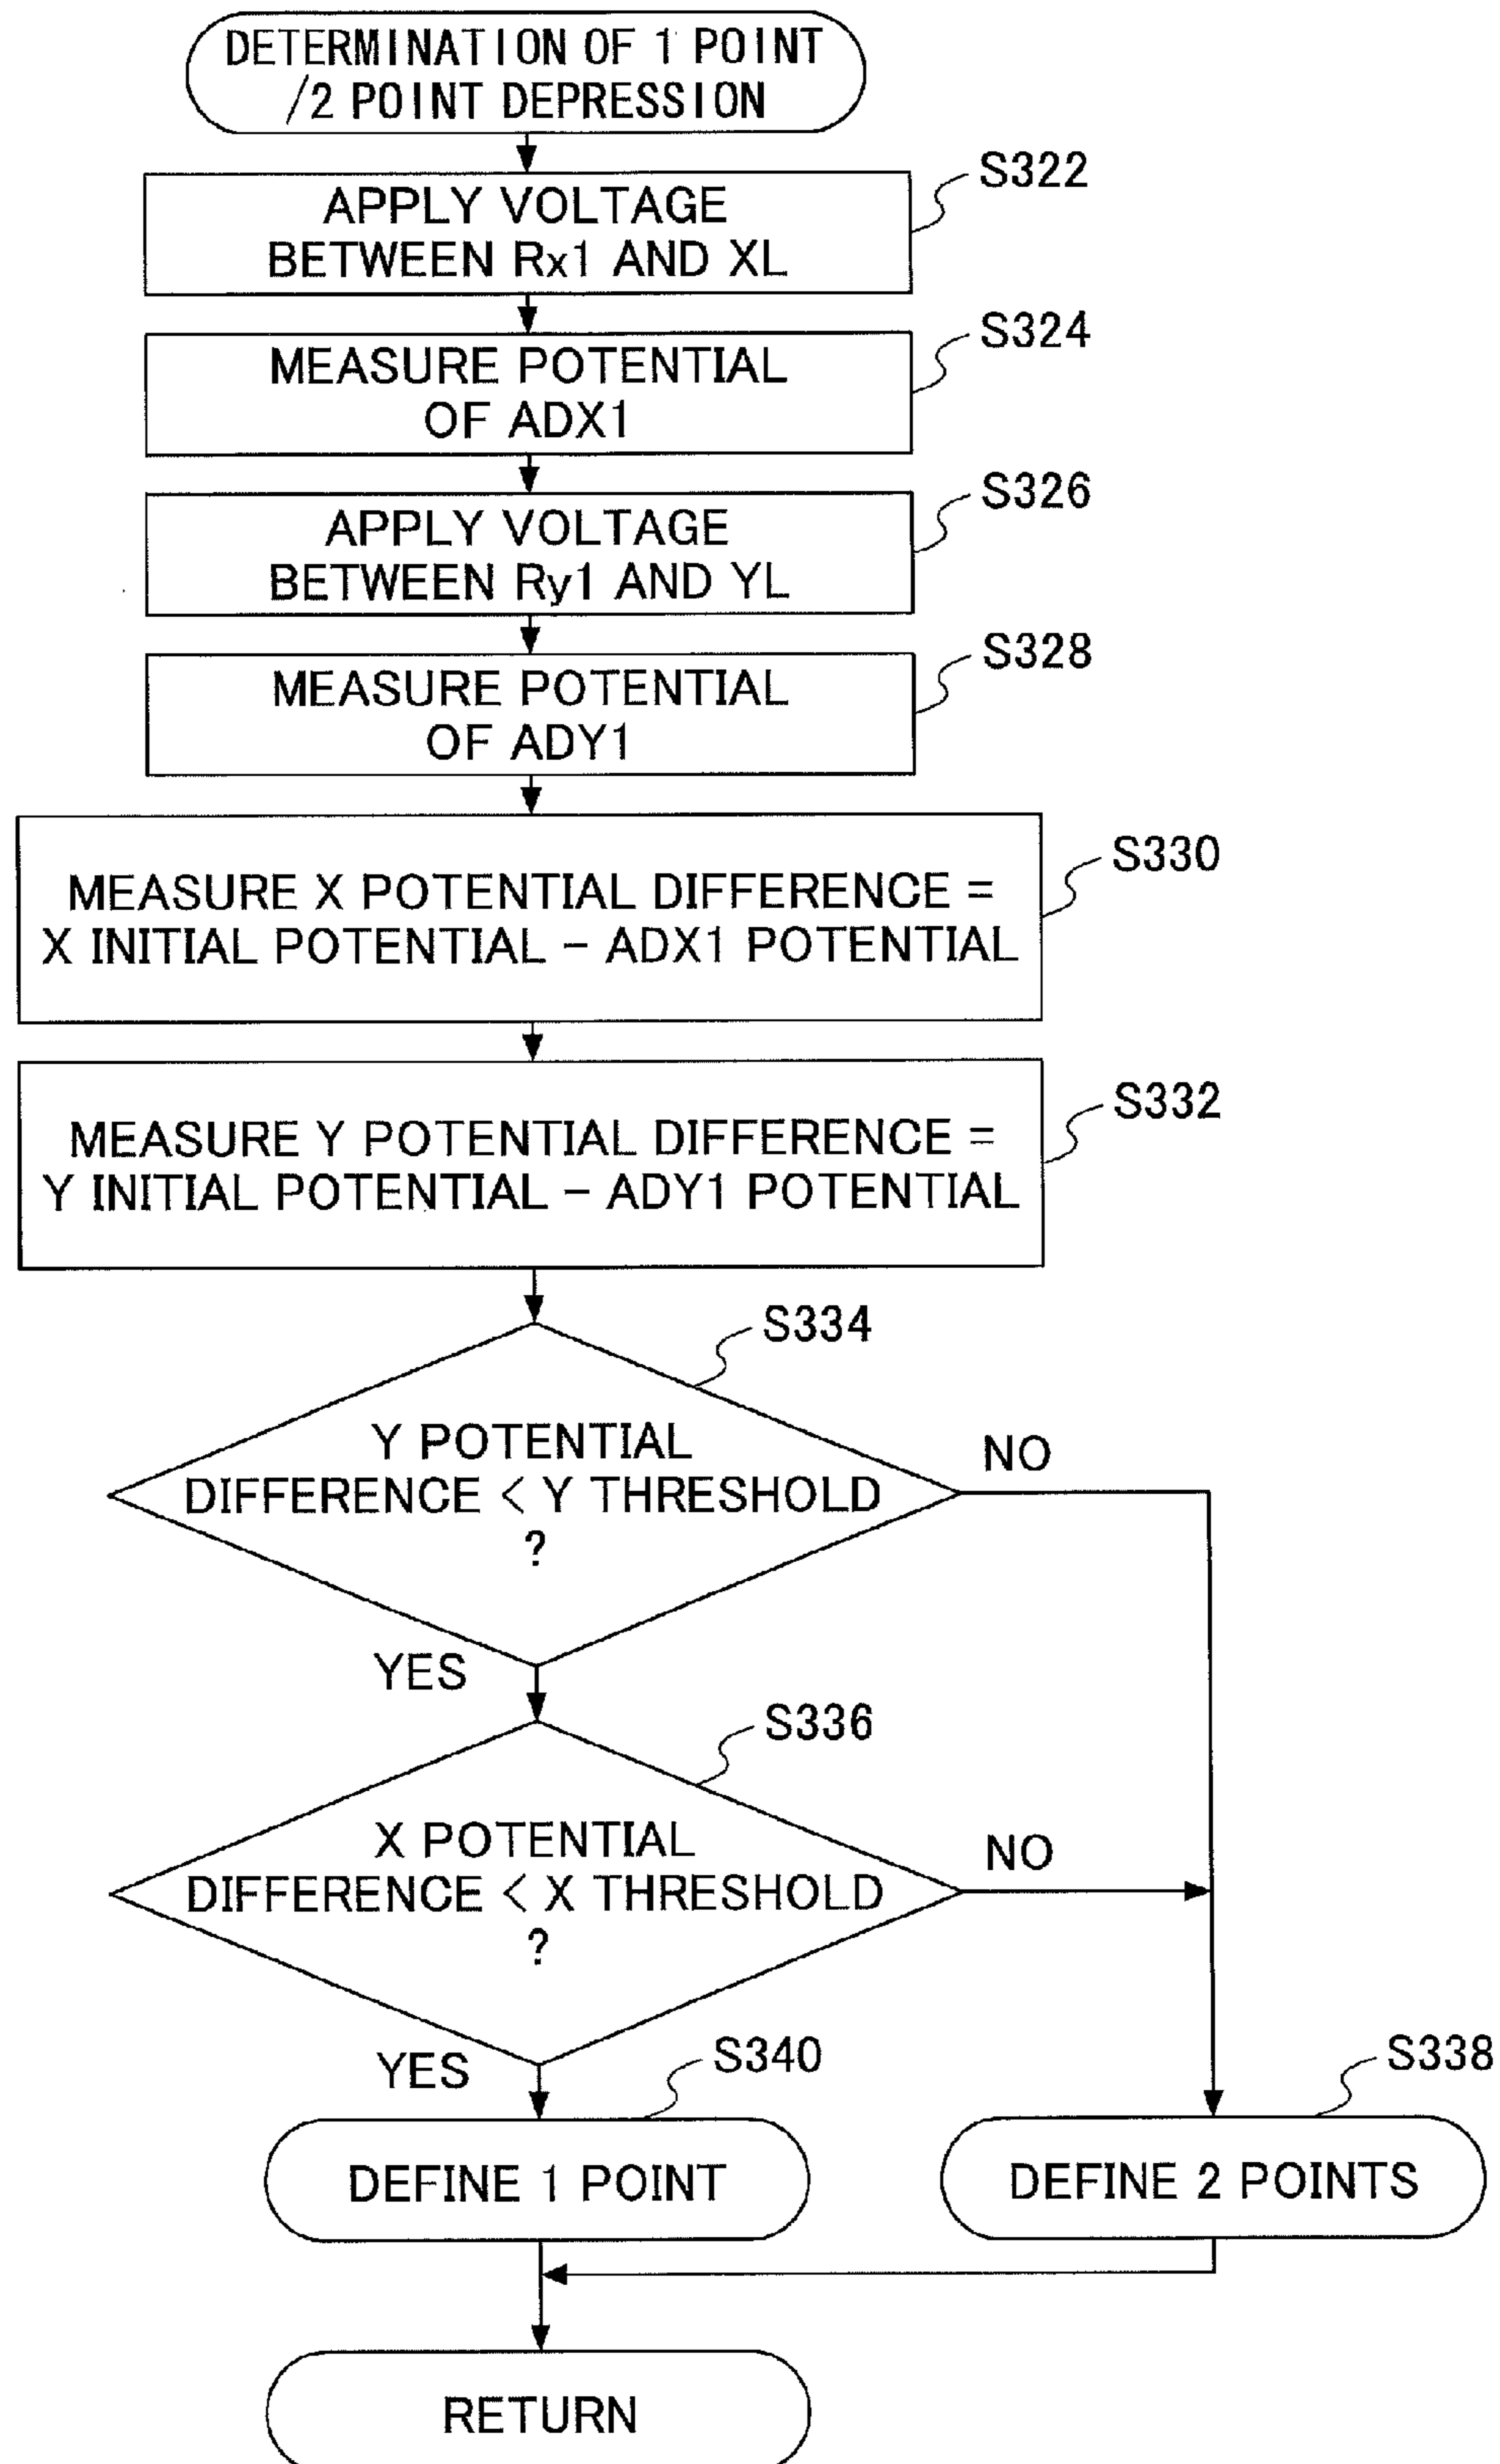 DETERMINATION OF 1 POINT
/2 POINT DEPRESSION
S322
APPLY VOLTAGE
BETWEEN Rx1 AND XL
S324
MEASURE POTENTIAL
OF ADX1
S326
APPLY VOLTAGE
BETWEEN Ry1 AND YL
S328
MEASURE POTENTIAL
OF ADY1
S330
MEASURE X POTENTIAL DIFFERENCE =
X INITIAL POTENTIAL - ADX1 POTENTIAL
S332
MEASURE Y POTENTIAL DIFFERENCE =
Y INITIAL POTENTIAL - ADY1 POTENTIAL
S334
Y POTENTIAL
DIFFERENCE < Y THRESHOLD
?
NO
YES
S336
X POTENTIAL
DIFFERENCE < X THRESHOLD
?
NO
YES
S340
DEFINE 1 POINT
S338
DEFINE 2 POINTS
RETURN